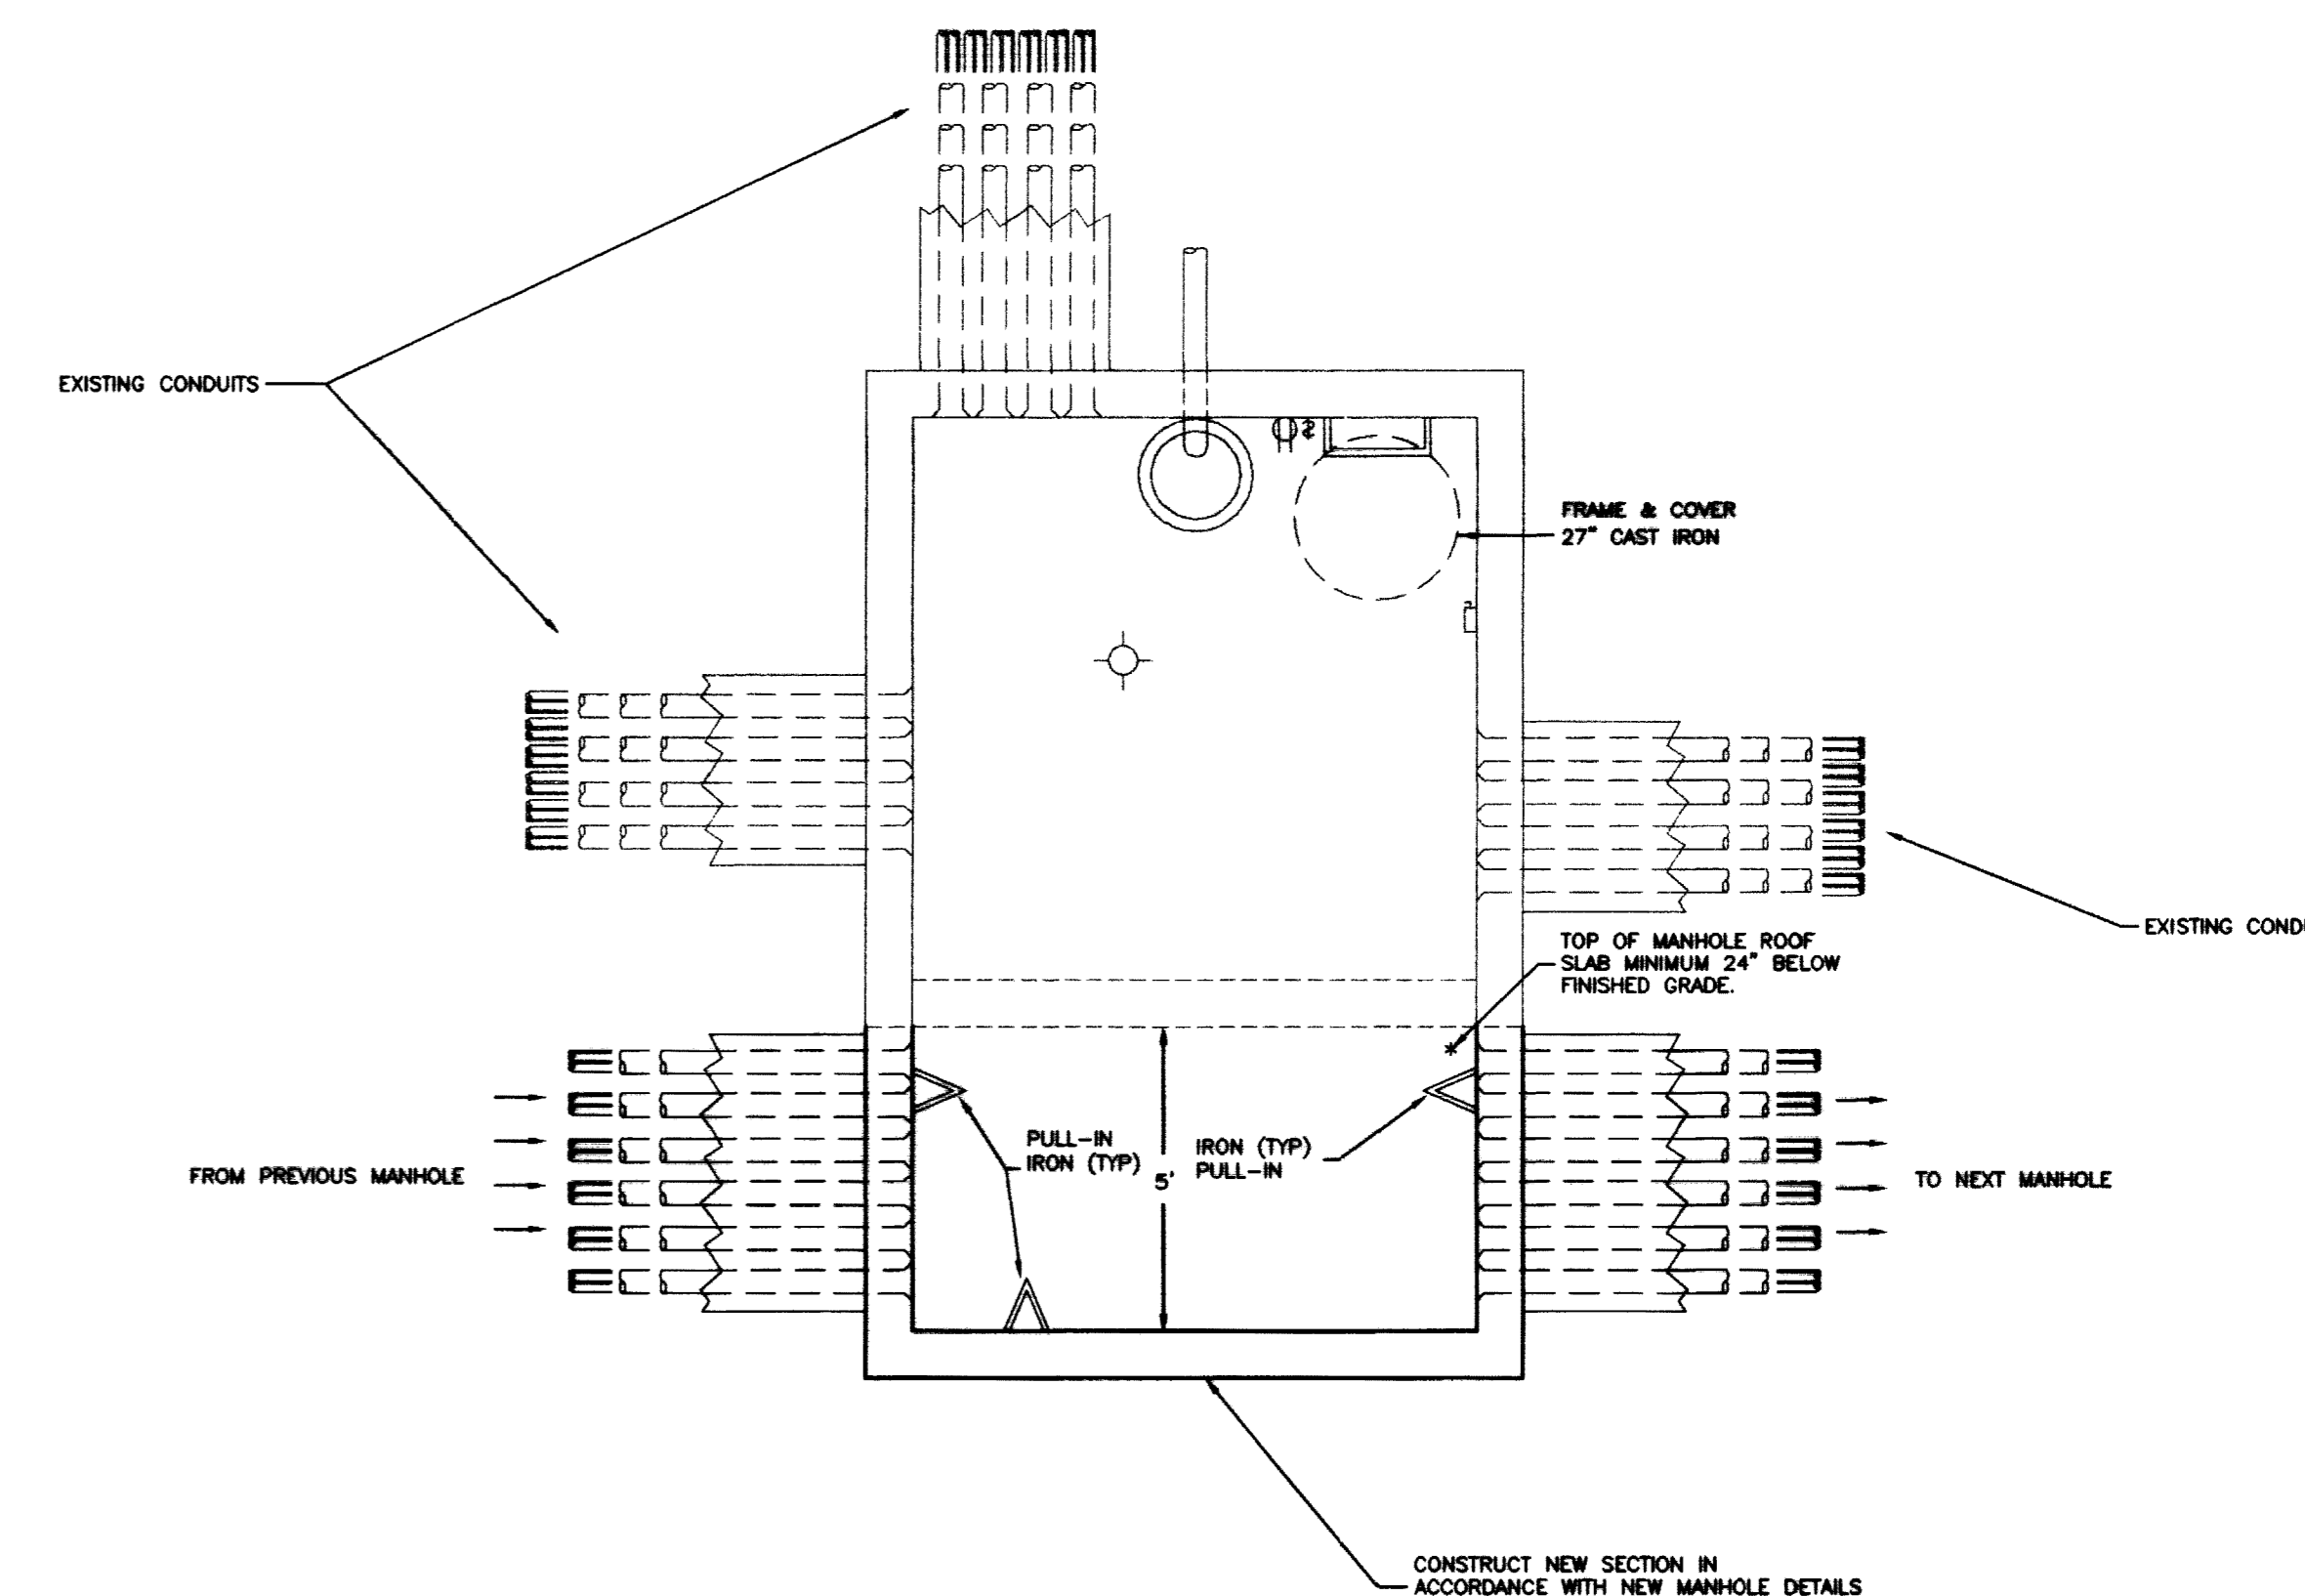 EXISTING CONDUITS
FRAME & COVER
27" CAST IRON
EXISTING
TOP OF MANHOLE ROOF
SLAB MINIMUM 24" BELOW
FINISHED GRADE.
PULL-IN
IRON (TYP)
5'
IRON (TYP)
PULL-IN
FROM PREVIOUS MANHOLE
TO NEXT MANHOLE
CONSTRUCT NEW SECTION IN
ACCORDANCE WITH NEW MANHOLE DETAILS